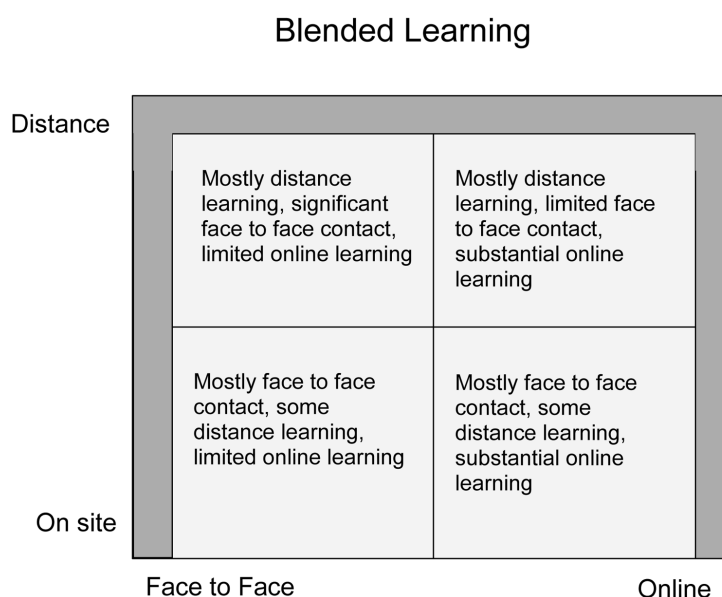 Blended Learning
Distance
Mostly distance
learning, significant
face to face contact,
limited online learning
Mostly distance
learning, limited face
to face contact,
substantial online
learning
Mostly face to face
contact, some
distance learning,
limited online learning
Mostly face to face
contact, some
distance learning,
substantial online
learning
On site
Face to Face
Online